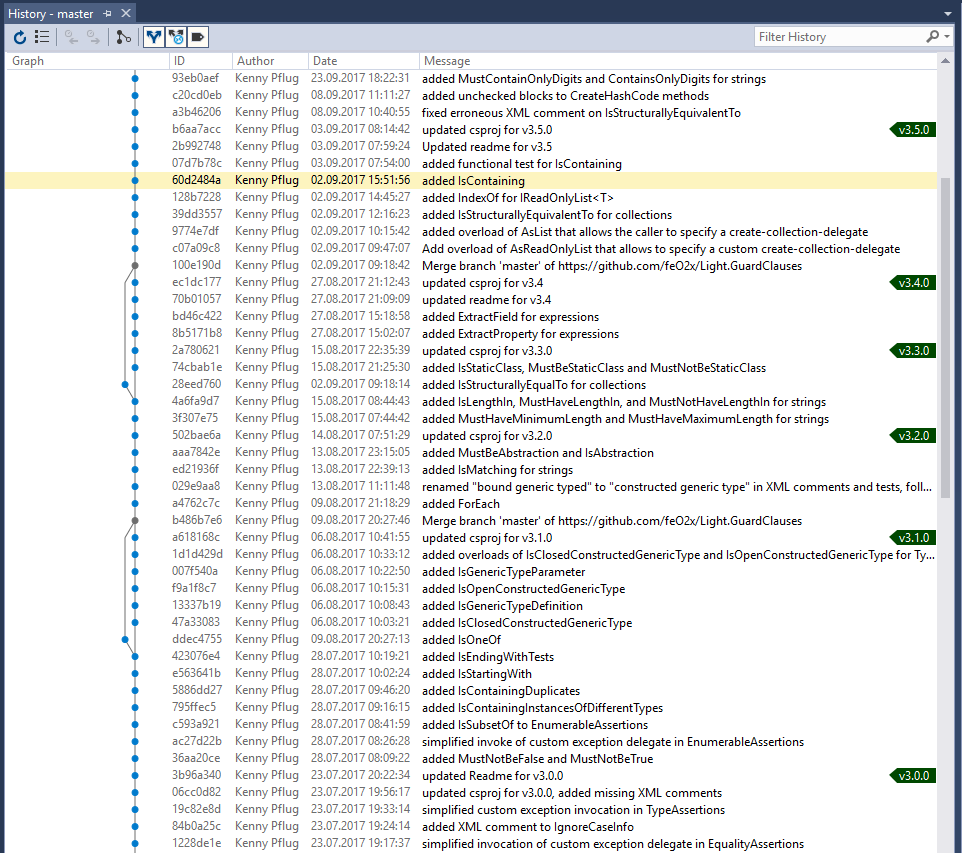 History - master
Filter History
Graph ID Author Date Message
93eb0aef Kenny Pflug 23.09.2017 18:22:31 added MustContainOnlyDigits and ContainsOnlyDigits for strings
c20cd0eb Kenny Pflug 08.09.2017 11:11:27 added unchecked blocks to CreateHashCode methods
a3b46206 Kenny Pflug 08.09.2017 10:40:55 fixed erroneous XML comment on IsStructurallyEquivalentTo
b6aa7acc Kenny Pflug 03.09.2017 08:14:42 updated csproj for v3.5.0 v3.5.0
2b992748 Kenny Pflug 03.09.2017 07:59:24 Updated readme for v3.5
07d7b78c Kenny Pflug 03.09.2017 07:54:00 added functional test for IsContaining
60d2484a Kenny Pflug 02.09.2017 15:51:56 added IsContaining
128b7228 Kenny Pflug 02.09.2017 14:45:27 added IndexOf for IReadOnlyList<T>
39dd3557 Kenny Pflug 02.09.2017 12:16:23 added IsStructurallyEquivalentTo for collections
9774e7df Kenny Pflug 02.09.2017 10:15:42 added overload of AsList that allows the caller to specify a create-collection-delegate
c07a09c8 Kenny Pflug 02.09.2017 09:47:07 Add overload of AsReadOnlyList that allows to specify a custom create-collection-delegate
100e190d Kenny Pflug 02.09.2017 09:18:42 Merge branch 'master' of https://github.com/feO2x/Light.GuardClauses
ec1dc177 Kenny Pflug 27.08.2017 21:12:43 updated csproj for v3.4 v3.4.0
70b01057 Kenny Pflug 27.08.2017 21:09:09 updated readme for v3.4
bd46c422 Kenny Pflug 27.08.2017 15:18:58 added ExtractField for expressions
8b5171b8 Kenny Pflug 27.08.2017 15:02:07 added ExtractProperty for expressions
2a780621 Kenny Pflug 15.08.2017 22:35:39 updated csproj for v3.3.0 v3.3.0
74cbab1e Kenny Pflug 15.08.2017 21:25:30 added IsStaticClass, MustBeStaticClass and MustNotBeStaticClass
28eed760 Kenny Pflug 02.09.2017 09:18:14 added IsStructurallyEqualTo for collections
4a6fa9d7 Kenny Pflug 15.08.2017 08:44:43 added IsLengthIn, MustHaveLengthIn, and MustNotHaveLengthIn for strings
3f307e75 Kenny Pflug 15.08.2017 07:44:42 added MustHaveMinimumLength and MustHaveMaximumLength for strings
502bae6a Kenny Pflug 14.08.2017 07:51:29 updated csproj for v3.2.0 v3.2.0
aaa7842e Kenny Pflug 13.08.2017 23:15:05 added MustBeAbstraction and IsAbstraction
ed21936f Kenny Pflug 13.08.2017 22:39:13 added IsMatching for strings
029e9aa8 Kenny Pflug 13.08.2017 11:11:48 renamed "bound generic typed" to "constructed generic type" in XML comments and tests, foll...
a4762c7c Kenny Pflug 09.08.2017 21:18:29 added ForEach
b486b7e6 Kenny Pflug 09.08.2017 20:27:46 Merge branch 'master' of https://github.com/feO2x/Light.GuardClauses
a618168c Kenny Pflug 06.08.2017 10:41:55 updated csproj for v3.1.0 v3.1.0
1d1d429d Kenny Pflug 06.08.2017 10:33:12 added overloads of IsClosedConstructedGenericType and IsOpenConstructedGenericType for Ty...
007f540a Kenny Pflug 06.08.2017 10:22:50 added IsGenericTypeParameter
f9a1f8c7 Kenny Pflug 06.08.2017 10:15:31 added IsOpenConstructedGenericType
13337b19 Kenny Pflug 06.08.2017 10:08:43 added IsGenericTypeDefinition
47a33083 Kenny Pflug 06.08.2017 10:03:21 added IsClosedConstructedGenericType
ddec4755 Kenny Pflug 09.08.2017 20:27:13 added IsOneOf
423076e4 Kenny Pflug 28.07.2017 10:19:21 added IsEndingWithTests
e563641b Kenny Pflug 28.07.2017 10:02:24 added IsStartingWith
5886dd27 Kenny Pflug 28.07.2017 09:46:20 added IsContainingDuplicates
795ffec5 Kenny Pflug 28.07.2017 09:16:15 added IsContainingInstancesOfDifferentTypes
c593a921 Kenny Pflug 28.07.2017 08:41:59 added IsSubsetOf to EnumerableAssertions
ac27d22b Kenny Pflug 28.07.2017 08:26:28 simplified invoke of custom exception delegate in EnumerableAssertions
36aa20ce Kenny Pflug 28.07.2017 08:09:22 added MustNotBeFalse and MustNotBeTrue
3b96a340 Kenny Pflug 23.07.2017 20:22:34 updated Readme for v3.0.0 v3.0.0
06cc0d82 Kenny Pflug 23.07.2017 19:56:17 updated csproj for v3.0.0, added missing XML comments
19c82e8d Kenny Pflug 23.07.2017 19:33:14 simplified custom exception invocation in TypeAssertions
84b0a25c Kenny Pflug 23.07.2017 19:24:14 added XML comment to IgnoreCaseInfo
1228de1e Kenny Pflug 23.07.2017 19:17:37 simplified invocation of custom exception delegate in EqualityAssertions